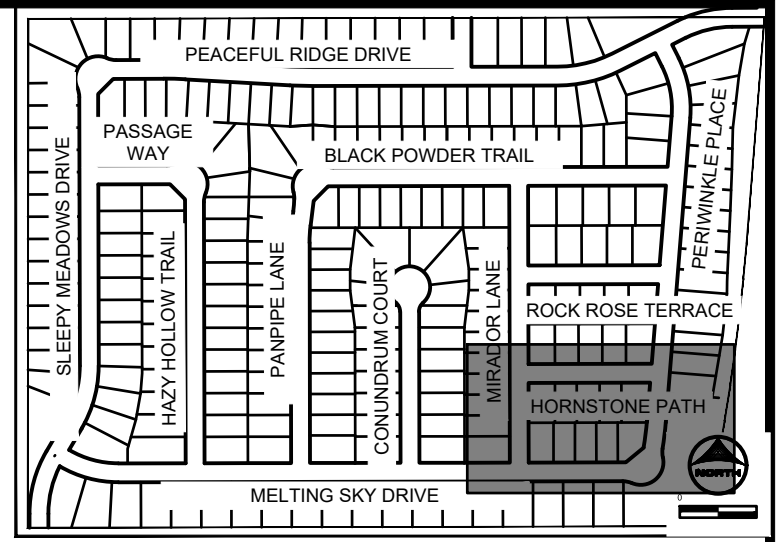 PEACEFUL RIDGE DRIVE
PASSAGE
WAY
BLACK POWDER TRAIL
SLEEPY MEADOWS DRIVE
PERIWINKLE PLACE
HAZY HOLLOW TRAIL
PANPIPE LANE
CONUNDRUM COURT
MIRADOR LANE
ROCK ROSE TERRACE
HORNSTONE PATH
MELTING SKY DRIVE
NORTH
0